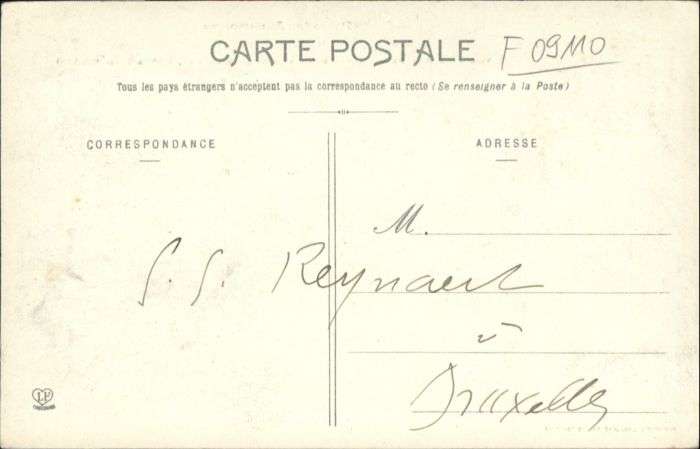 CARTE POSTALE
F 09110
Tous les pays étrangers n'acceptent pas la correspondance au recto (Se renseigner à la Poste)
CORRESPONDANCE
ADRESSE
M.
S. S. Reynaert
à
Bruxelles